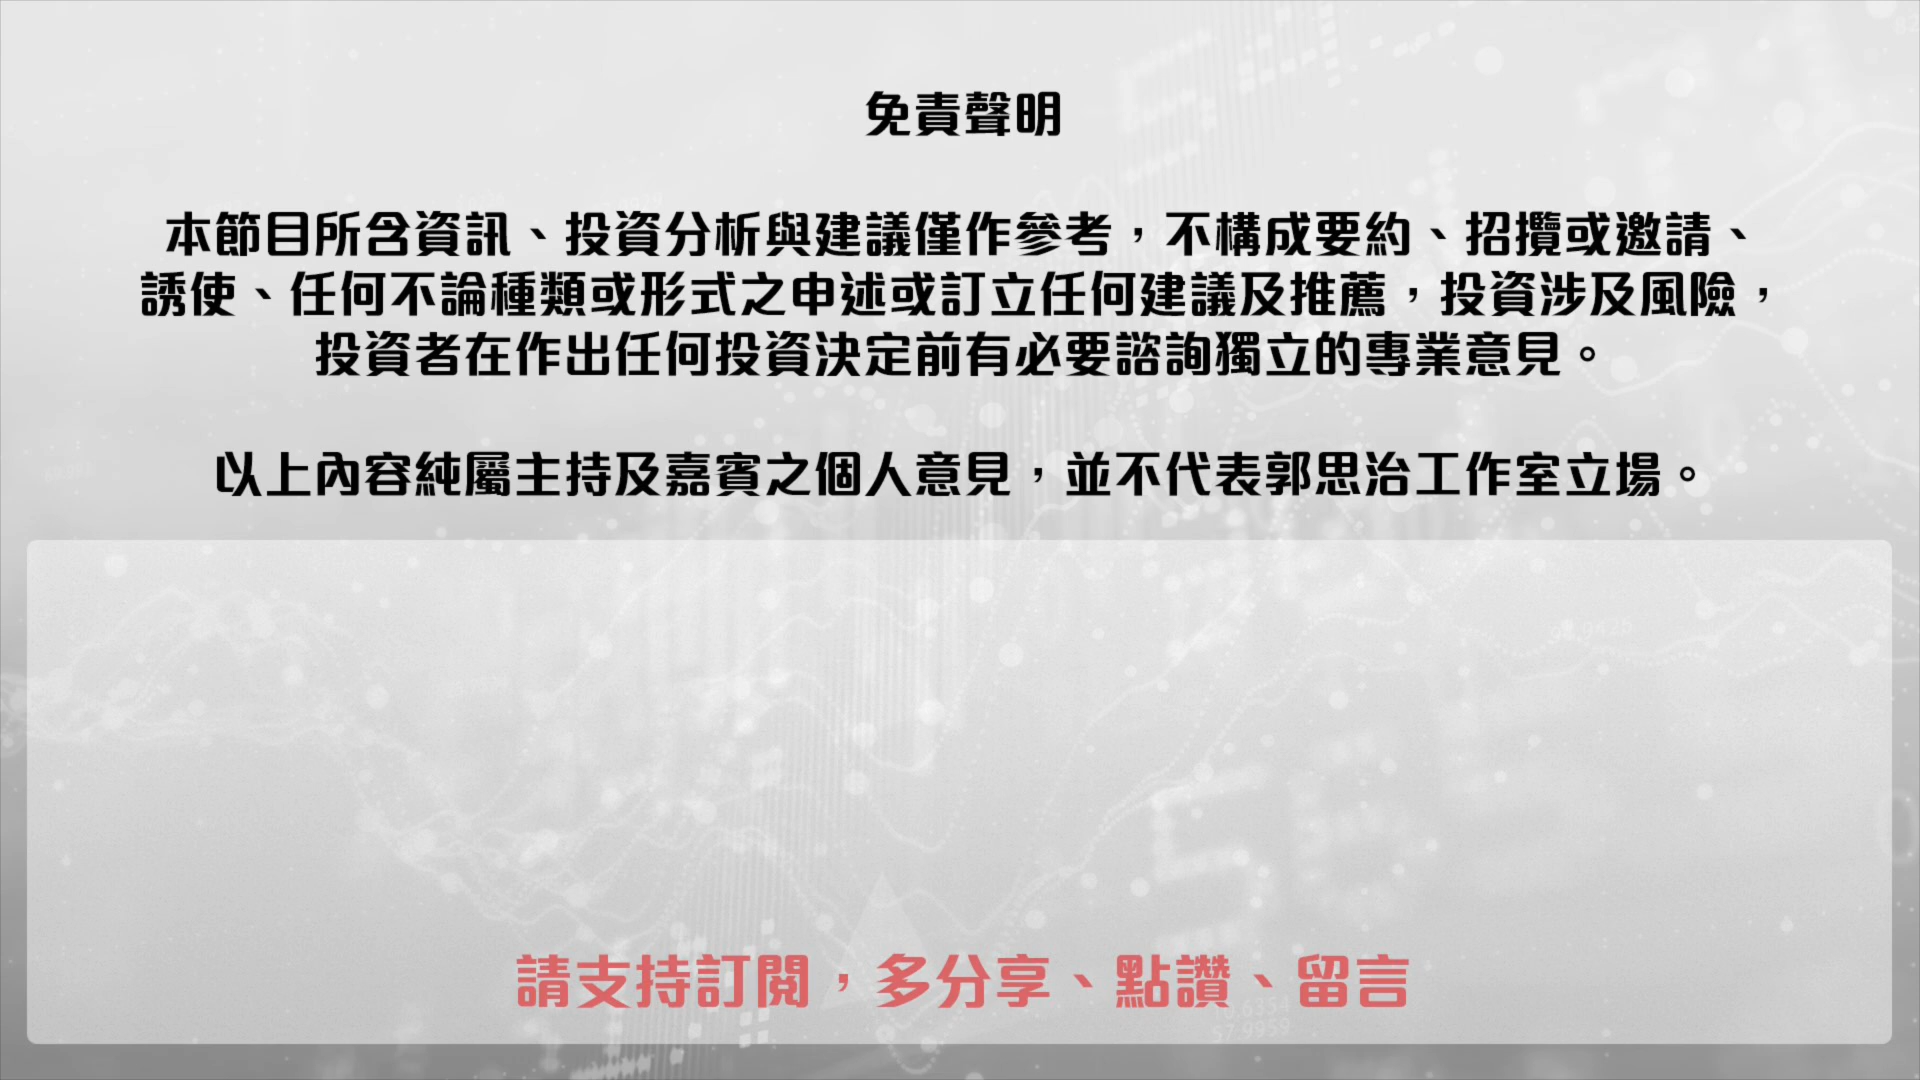 免責聲明
本節目所含資訊、投資分析與建議僅作參考，不構成要約、招攬或邀請、
誘使、任何不論種類或形式之申述或訂立任何建議及推薦，投資涉及風險，
投資者在作出任何投資決定前有必要諮詢獨立的專業意見。
以上內容純屬主持及嘉賓之個人意見，並不代表郭思治工作室立場。
請支持訂閱，多分享、點讚、留言